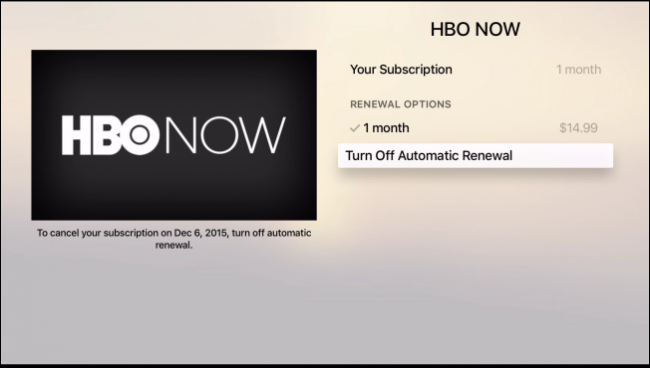 HBO NOW
Your Subscription 1 month
RENEWAL OPTIONS
✓ 1 month $14.99
Turn Off Automatic Renewal
HBO NOW
To cancel your subscription on Dec 6, 2015, turn off automatic
renewal.